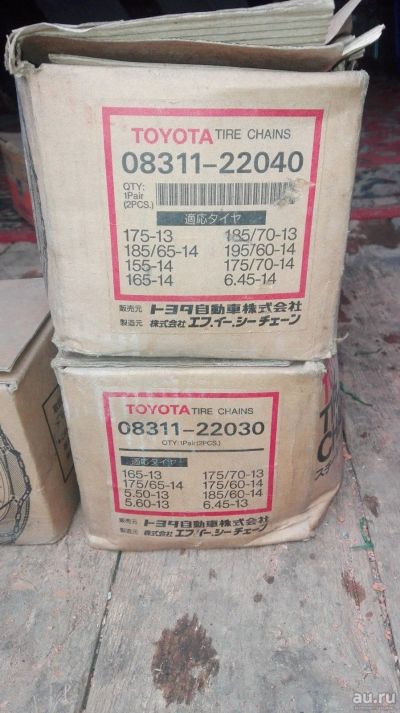 TOYOTA TIRE CHAINS
08311-22040
QTY:
1Pair
(2PCS.)
適応タイヤ
175-13 185/70-13
185/65-14 195/60-14
155-14 175/70-14
165-14 6.45-14
販売元 トヨタ自動車株式会社
製造元 株式会社 エフ.イー.シーチェーン
TOYOTA TIRE CHAINS
08311-22030
QTY:1Pair(2PCS.)
適応タイヤ
165-13 175/70-13
175/65-14 175/60-14
5.50-13 185/60-14
5.60-13 6.45-13
販売元 トヨタ自動車株式会社
製造元 株式会社 エフ.イー.シーチェーン
au.ru